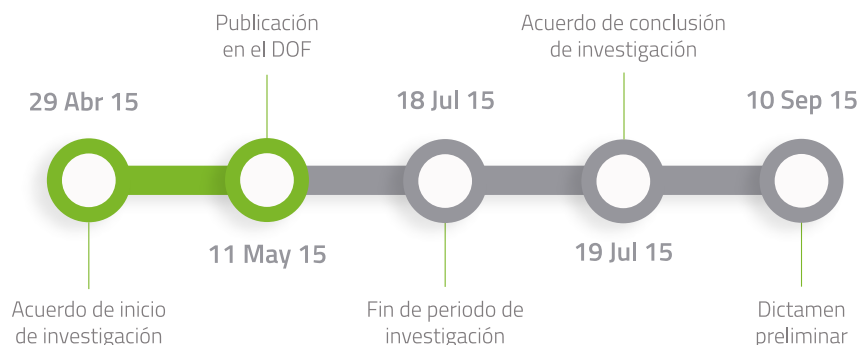 Publicación
en el DOF
Acuerdo de conclusión
de investigación
29 Abr 15
18 Jul 15
10 Sep 15
11 May 15
19 Jul 15
Acuerdo de inicio
de investigación
Fin de periodo de
investigación
Dictamen
preliminar